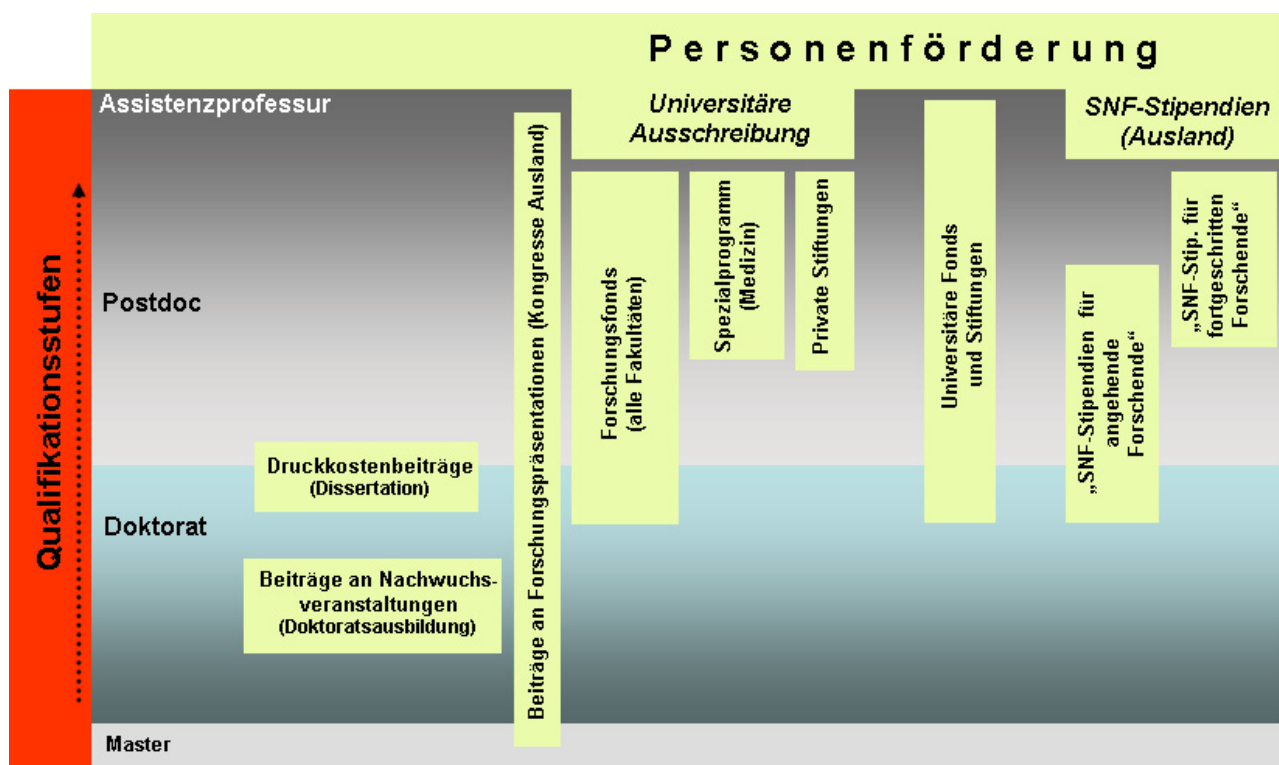 Personenförderung
Qualifikationsstufen
Assistenzprofessur
Postdoc
Doktorat
Master
Druckkostenbeiträge
(Dissertation)
Beiträge an Nachwuchs-
veranstaltungen
(Doktoratsausbildung)
Beiträge an Forschungspräsentationen (Kongresse Ausland)
Universitäre
Ausschreibung
Forschungsfonds
(alle Fakultäten)
Spezialprogramm
(Medizin)
Private Stiftungen
Universitäre Fonds
und Stiftungen
SNF-Stipendien
(Ausland)
„SNF-Stipendien für
angehende
Forschende“
„SNF-Stip. für
fortgeschritten
Forschende“